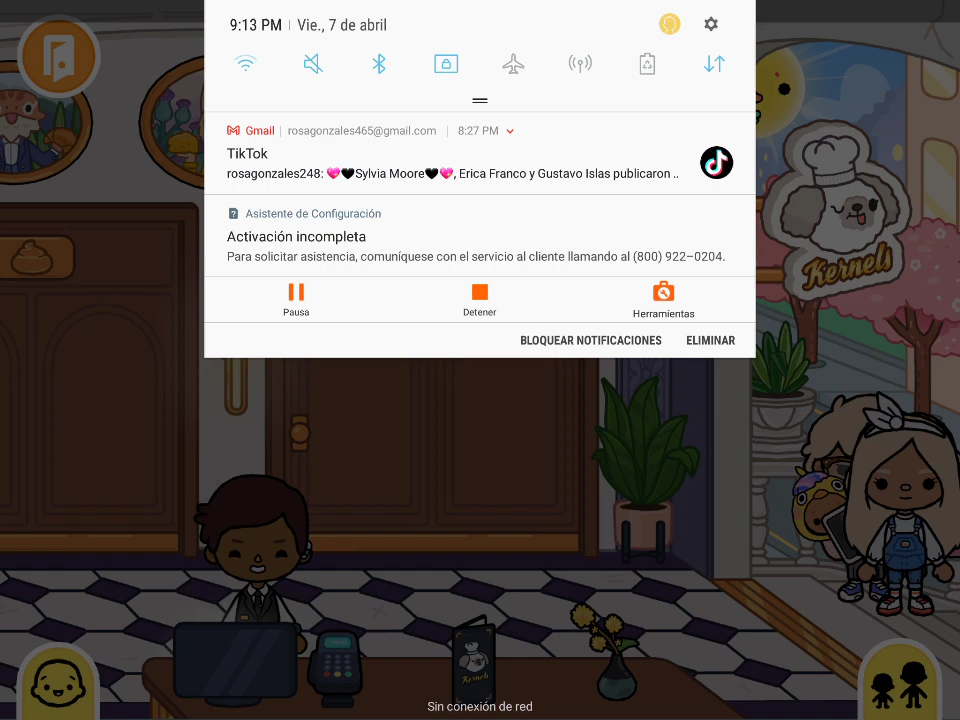 9:13 PM | Vie., 7 de abril
Gmail | rosagonzales465@gmail.com | 8:27 PM
TikTok
rosagonzales248: 💖🖤Sylvia Moore🖤💖, Erica Franco y Gustavo Islas publicaron ..
Asistente de Configuración
Activación incompleta
Para solicitar asistencia, comuníquese con el servicio al cliente llamando al (800) 922–0204.
Pausa
Detener
Herramientas
BLOQUEAR NOTIFICACIONES
ELIMINAR
Kernels
Kernels
Sin conexión de red